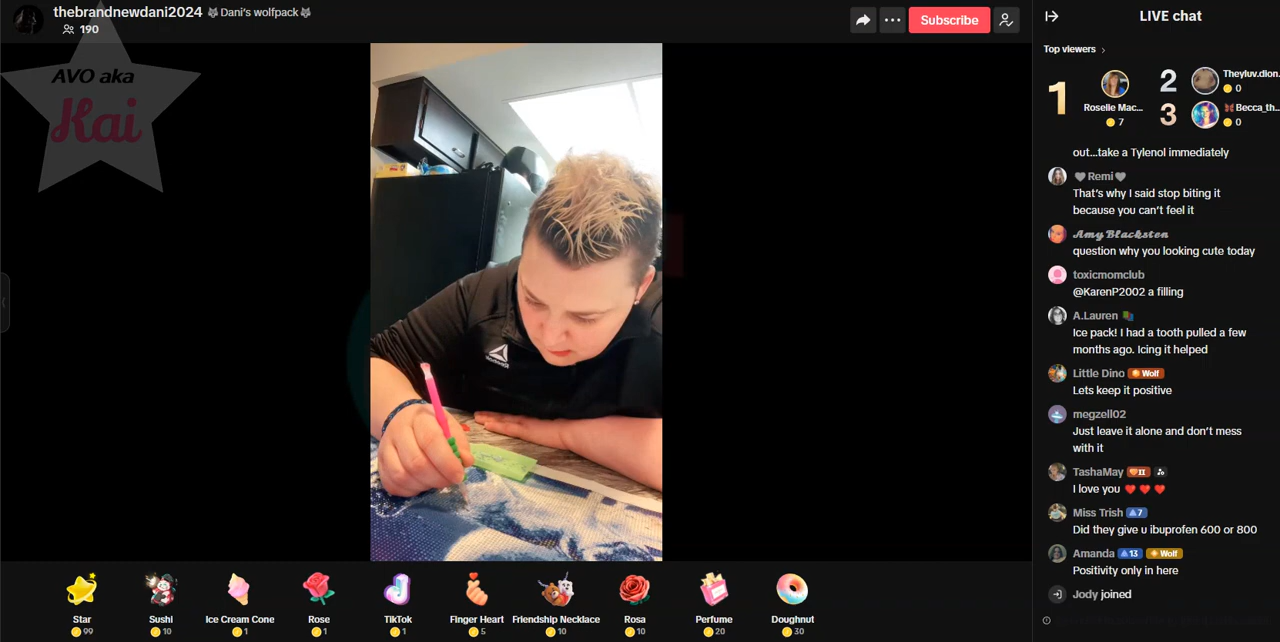 thebrandnewdani2024 🐺Dani's wolfpack🐺
190
Subscribe
AVO aka
Kai
LIVE chat
Top viewers >
1
Roselle Mac...
7
2
Theyluv.dion.
0
3
Becca_th...
0
out...take a Tylenol immediately
🩶Remi🩶
That's why I said stop biting it
because you can't feel it
𝓐𝓶𝔂 𝓑𝓵𝓪𝓬𝓴𝓼𝓽𝓮𝓷
question why you looking cute today
toxicmomclub
@KarenP2002 a filling
A.Lauren
Ice pack! I had a tooth pulled a few
months ago. Icing it helped
Little Dino Wolf
Lets keep it positive
megzell02
Just leave it alone and don't mess
with it
TashaMay II
I love you ❤️ ❤️ ❤️
Miss Trish 7
Did they give u ibuprofen 600 or 800
Amanda 13 Wolf
Positivity only in here
Jody joined
Star
99
Sushi
10
Ice Cream Cone
1
Rose
1
TikTok
1
Finger Heart
5
Friendship Necklace
10
Rosa
10
Perfume
20
Doughnut
30